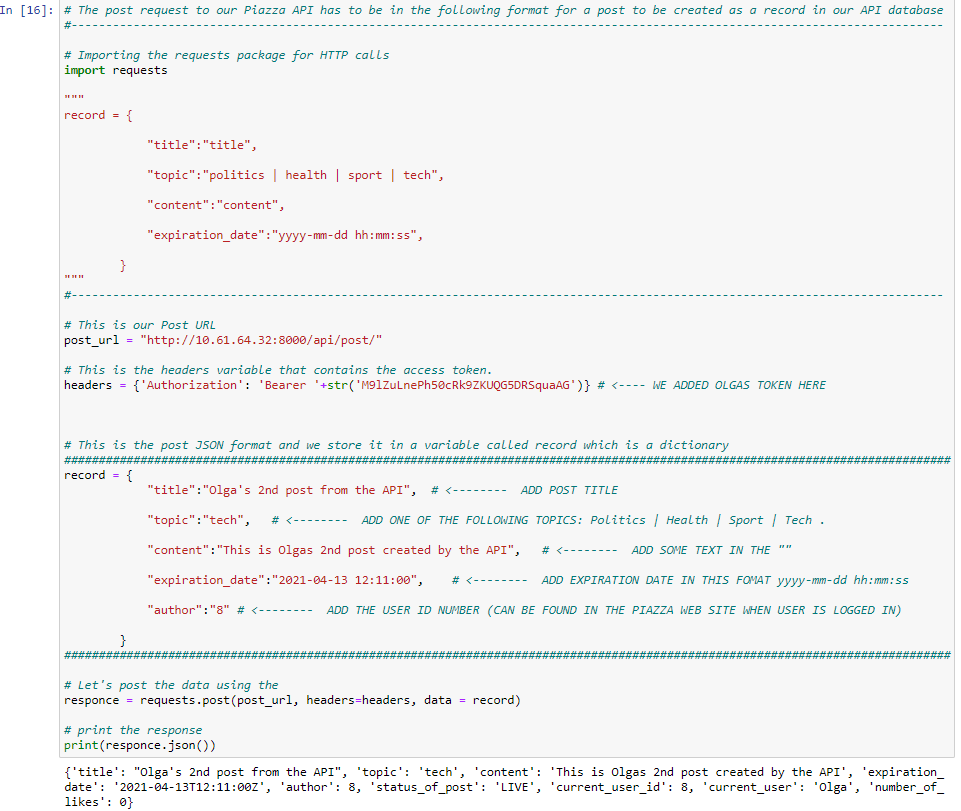 In [16]: # The post request to our Piazza API has to be in the following format for a post to be created as a record in our API database
#-------------------------------------------------------------------------------------------------------------------------------
# Importing the requests package for HTTP calls
import requests
"""
record = {
"title":"title",
"topic":"politics | health | sport | tech",
"content":"content",
"expiration_date":"yyyy-mm-dd hh:mm:ss",
}
"""
#-------------------------------------------------------------------------------------------------------------------------------
# This is our Post URL
post_url = "http://10.61.64.32:8000/api/post/"
# This is the headers variable that contains the access token.
headers = {'Authorization': 'Bearer '+str('M9lZuLnePh50cRk9ZKUQG5DRSquaAG')} # <---- WE ADDED OLGAS TOKEN HERE
# This is the post JSON format and we store it in a variable called record which is a dictionary
################################################################################################################################
record = {
"title":"Olga's 2nd post from the API",  # <--------  ADD POST TITLE
"topic":"tech",   # <--------  ADD ONE OF THE FOLLOWING TOPICS: Politics | Health | Sport | Tech .
"content":"This is Olgas 2nd post created by the API",   # <--------  ADD SOME TEXT IN THE ""
"expiration_date":"2021-04-13 12:11:00",    # <--------  ADD EXPIRATION DATE IN THIS FOMAT yyyy-mm-dd hh:mm:ss
"author":"8" # <--------  ADD THE USER ID NUMBER (CAN BE FOUND IN THE PIAZZA WEB SITE WHEN USER IS LOGGED IN)
}
################################################################################################################################
# Let's post the data using the
responce = requests.post(post_url, headers=headers, data = record)
# print the response
print(responce.json())
{'title': "Olga's 2nd post from the API", 'topic': 'tech', 'content': 'This is Olgas 2nd post created by the API', 'expiration_
date': '2021-04-13T12:11:00Z', 'author': 8, 'status_of_post': 'LIVE', 'current_user_id': 8, 'current_user': 'Olga', 'number_of_
likes': 0}